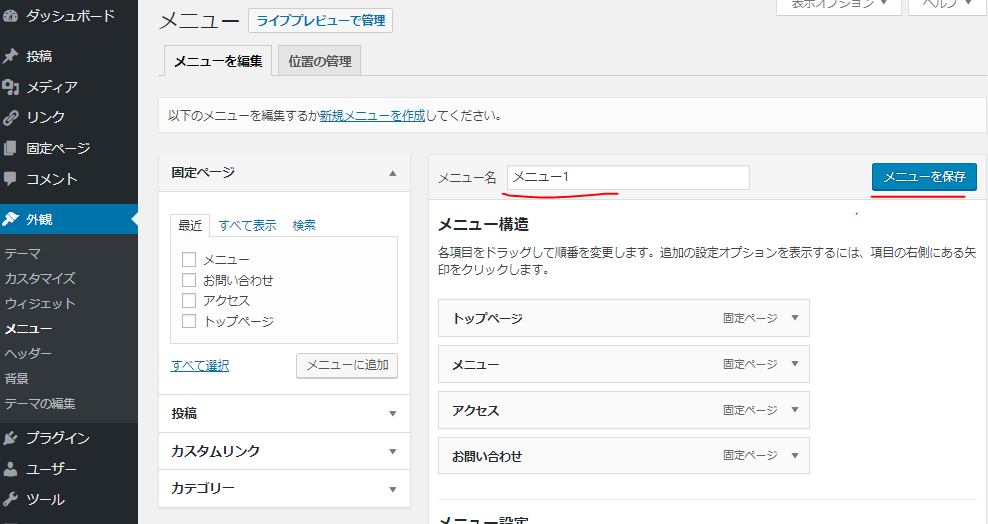 ダッシュボード
投稿
メディア
リンク
固定ページ
コメント
外観
テーマ
カスタマイズ
ウィジェット
メニュー
ヘッダー
背景
テーマの編集
プラグイン
ユーザー
ツール
メニュー ライブプレビューで管理
表示オプション ▼ ヘルプ ▼
メニューを編集 位置の管理
以下のメニューを編集するか新規メニューを作成してください。
固定ページ ▲
最近 すべて表示 検索
メニュー
お問い合わせ
アクセス
トップページ
すべて選択 メニューに追加
投稿 ▼
カスタムリンク ▼
カテゴリー ▼
メニュー名 メニュー1 メニューを保存
メニュー構造
各項目をドラッグして順番を変更します。追加の設定オプションを表示するには、項目の右側にある矢
印をクリックします。
トップページ 固定ページ ▼
メニュー 固定ページ ▼
アクセス 固定ページ ▼
お問い合わせ 固定ページ ▼
メニュー設定